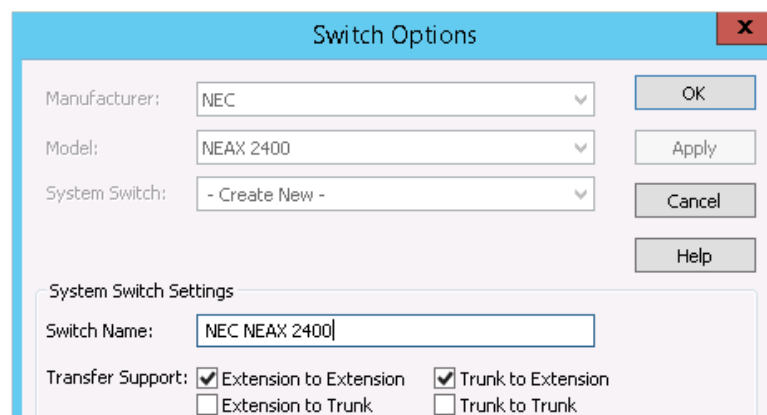 Switch Options
x
Manufacturer: NEC OK
Model: NEAX 2400 Apply
System Switch: - Create New - Cancel
Help
System Switch Settings
Switch Name: NEC NEAX 2400
Transfer Support: Extension to Extension Trunk to Extension
Extension to Trunk Trunk to Trunk